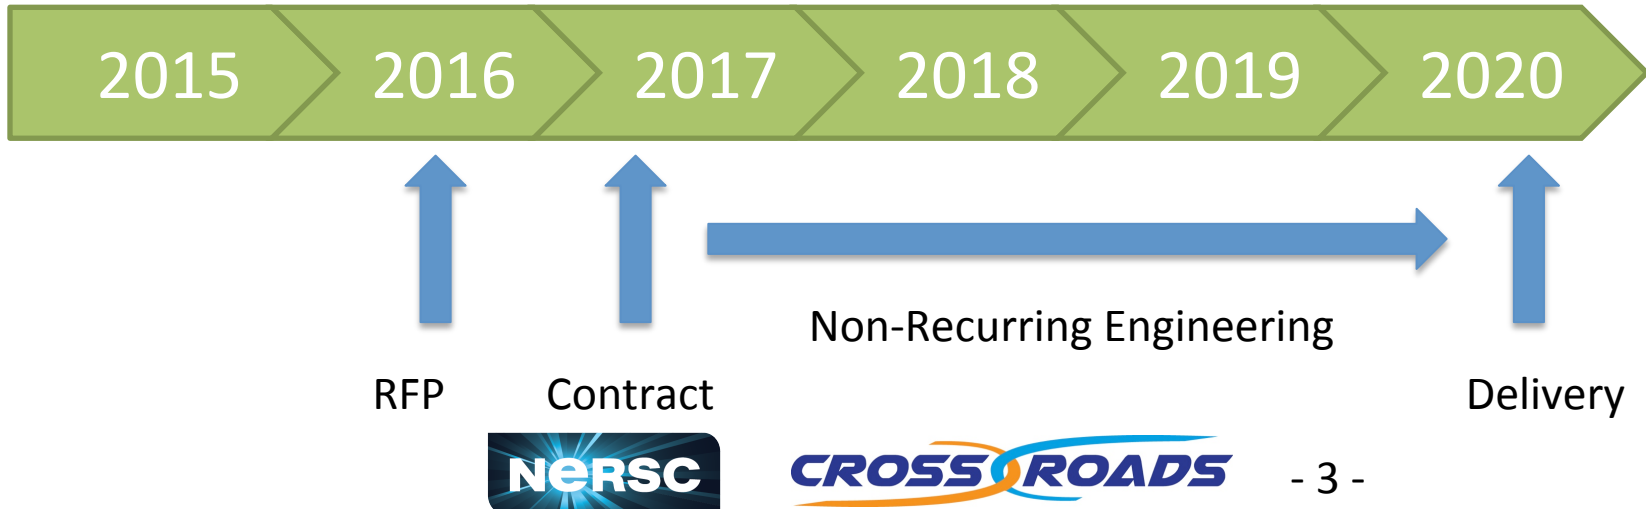 2015 2016 2017 2018 2019 2020
Non-Recurring Engineering
RFP Contract Delivery
NERSC CROSSROADS - 3 -